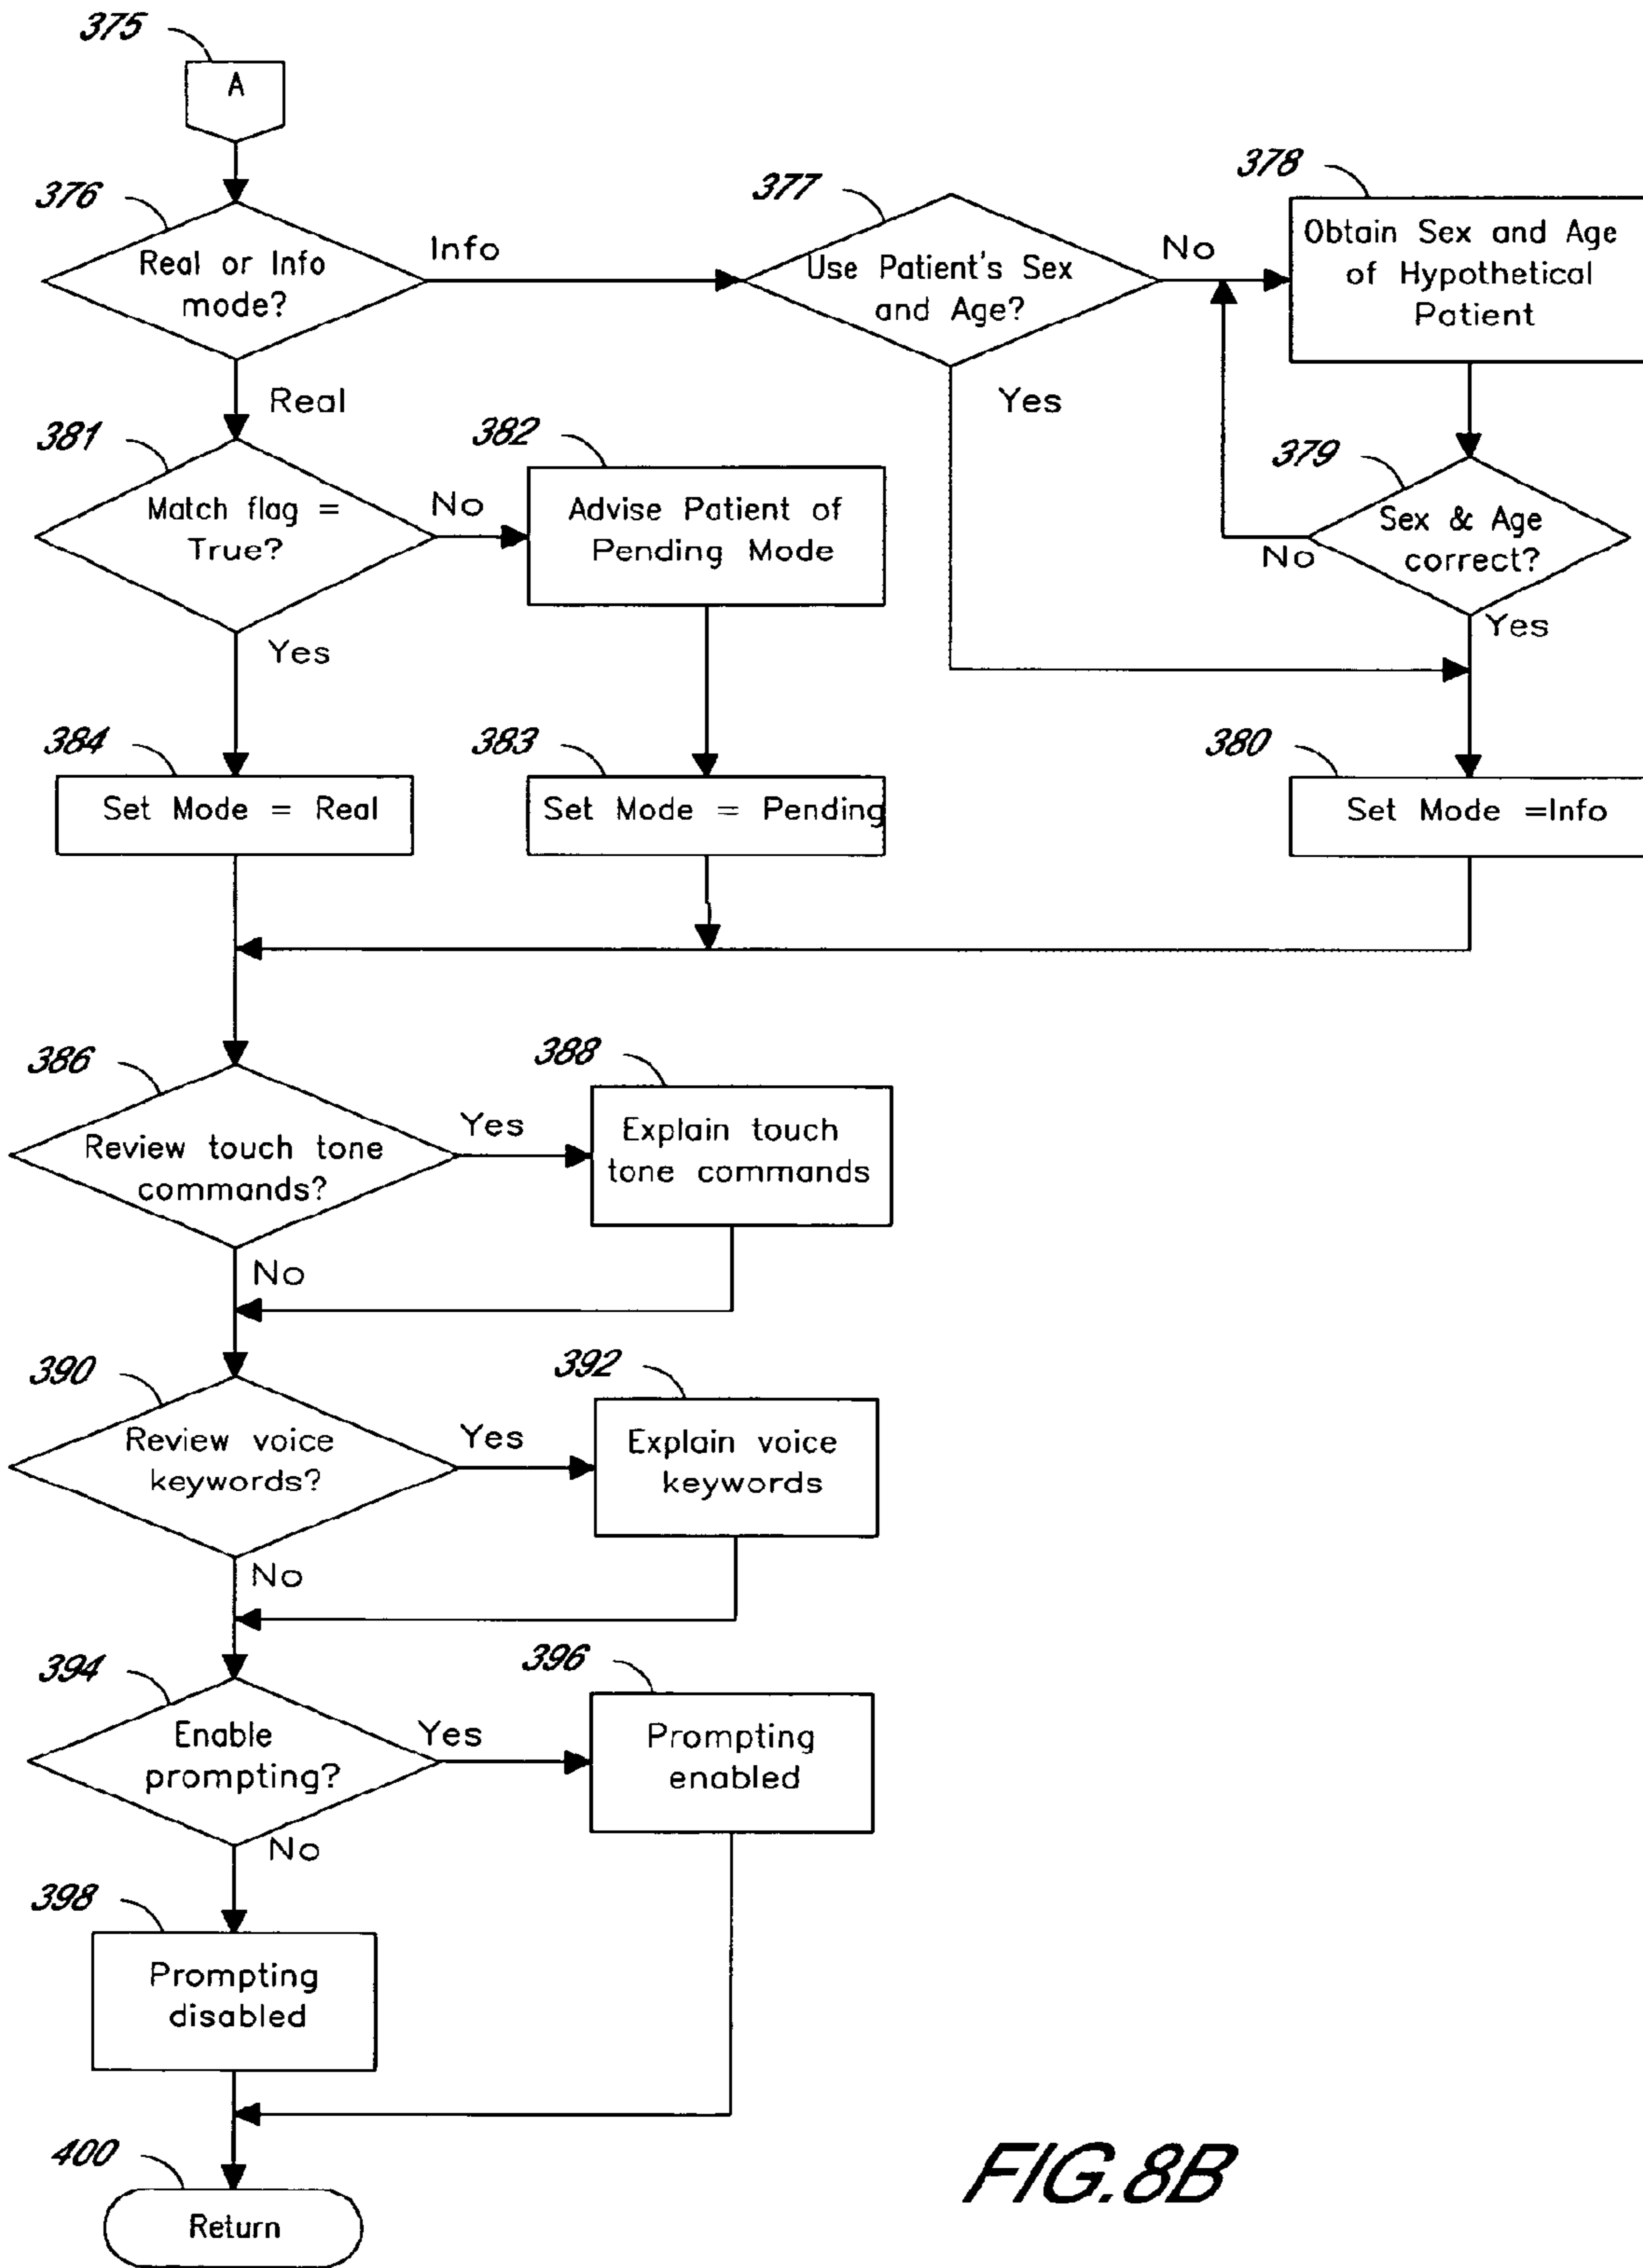 375
A
376
Real or Info
mode?
Info
377
Use Patient's Sex
and Age?
No
378
Obtain Sex and Age
of Hypothetical
Patient
Real
Yes
381
Match flag =
True?
No
382
Advise Patient of
Pending Mode
379
Sex & Age
correct?
No
Yes
Yes
384
Set Mode = Real
383
Set Mode = Pending
380
Set Mode =Info
386
Review touch tone
commands?
Yes
388
Explain touch
tone commands
No
390
Review voice
keywords?
Yes
392
Explain voice
keywords
No
394
Enable
prompting?
Yes
396
Prompting
enabled
No
398
Prompting
disabled
400
Return
FIG.8B